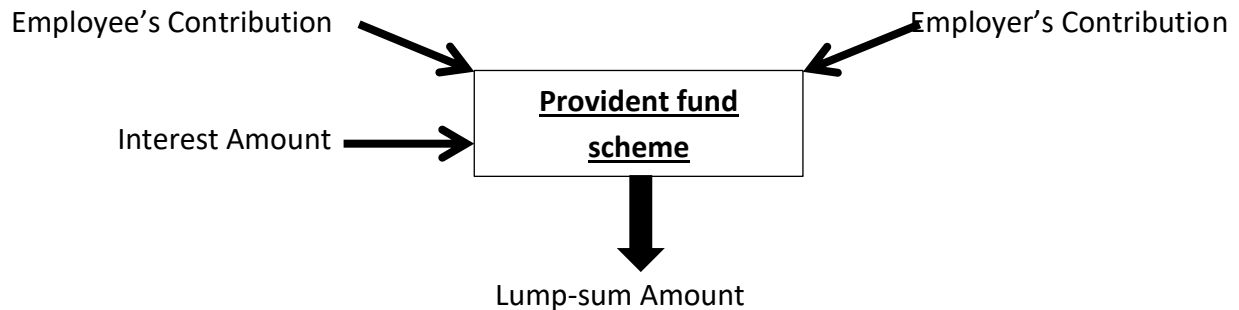 Employee’s Contribution
Employer’s Contribution
Provident fund
scheme
Interest Amount
Lump-sum Amount